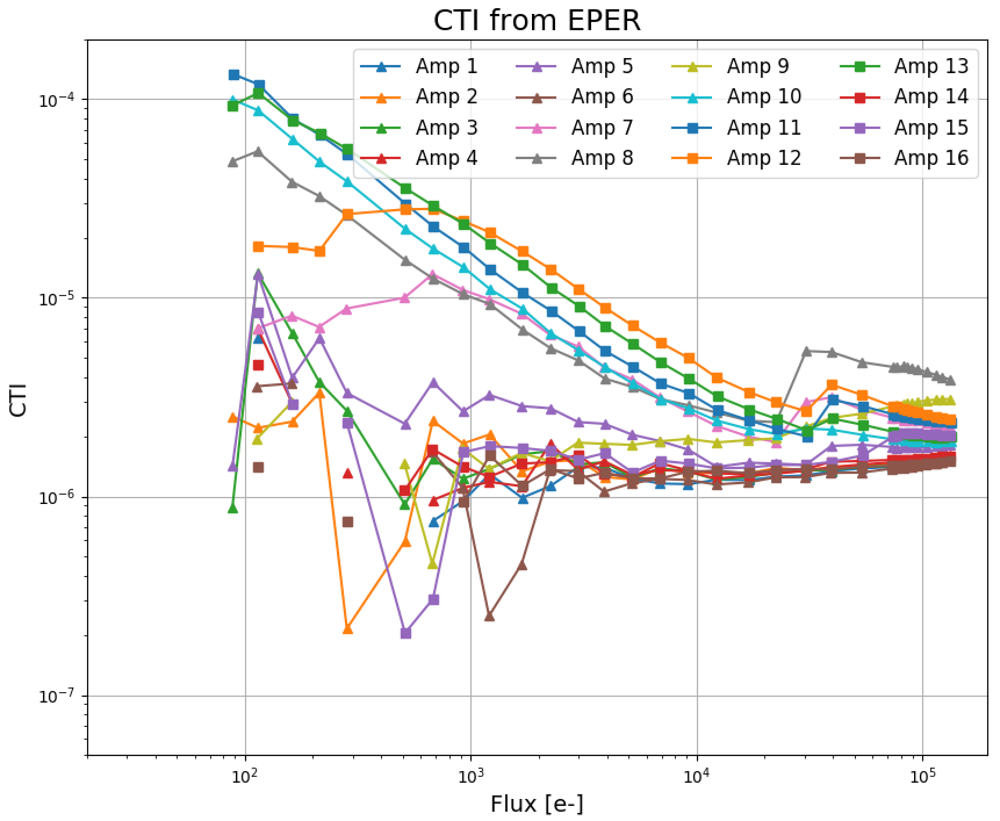 CTI from EPER
Amp 1 Amp 5 Amp 9 Amp 13
Amp 2 Amp 6 Amp 10 Amp 14
Amp 3 Amp 7 Amp 11 Amp 15
Amp 4 Amp 8 Amp 12 Amp 16
10⁻⁴
10⁻⁵
10⁻⁶
10⁻⁷
CTI
10² 10³ 10⁴ 10⁵
Flux [e-]